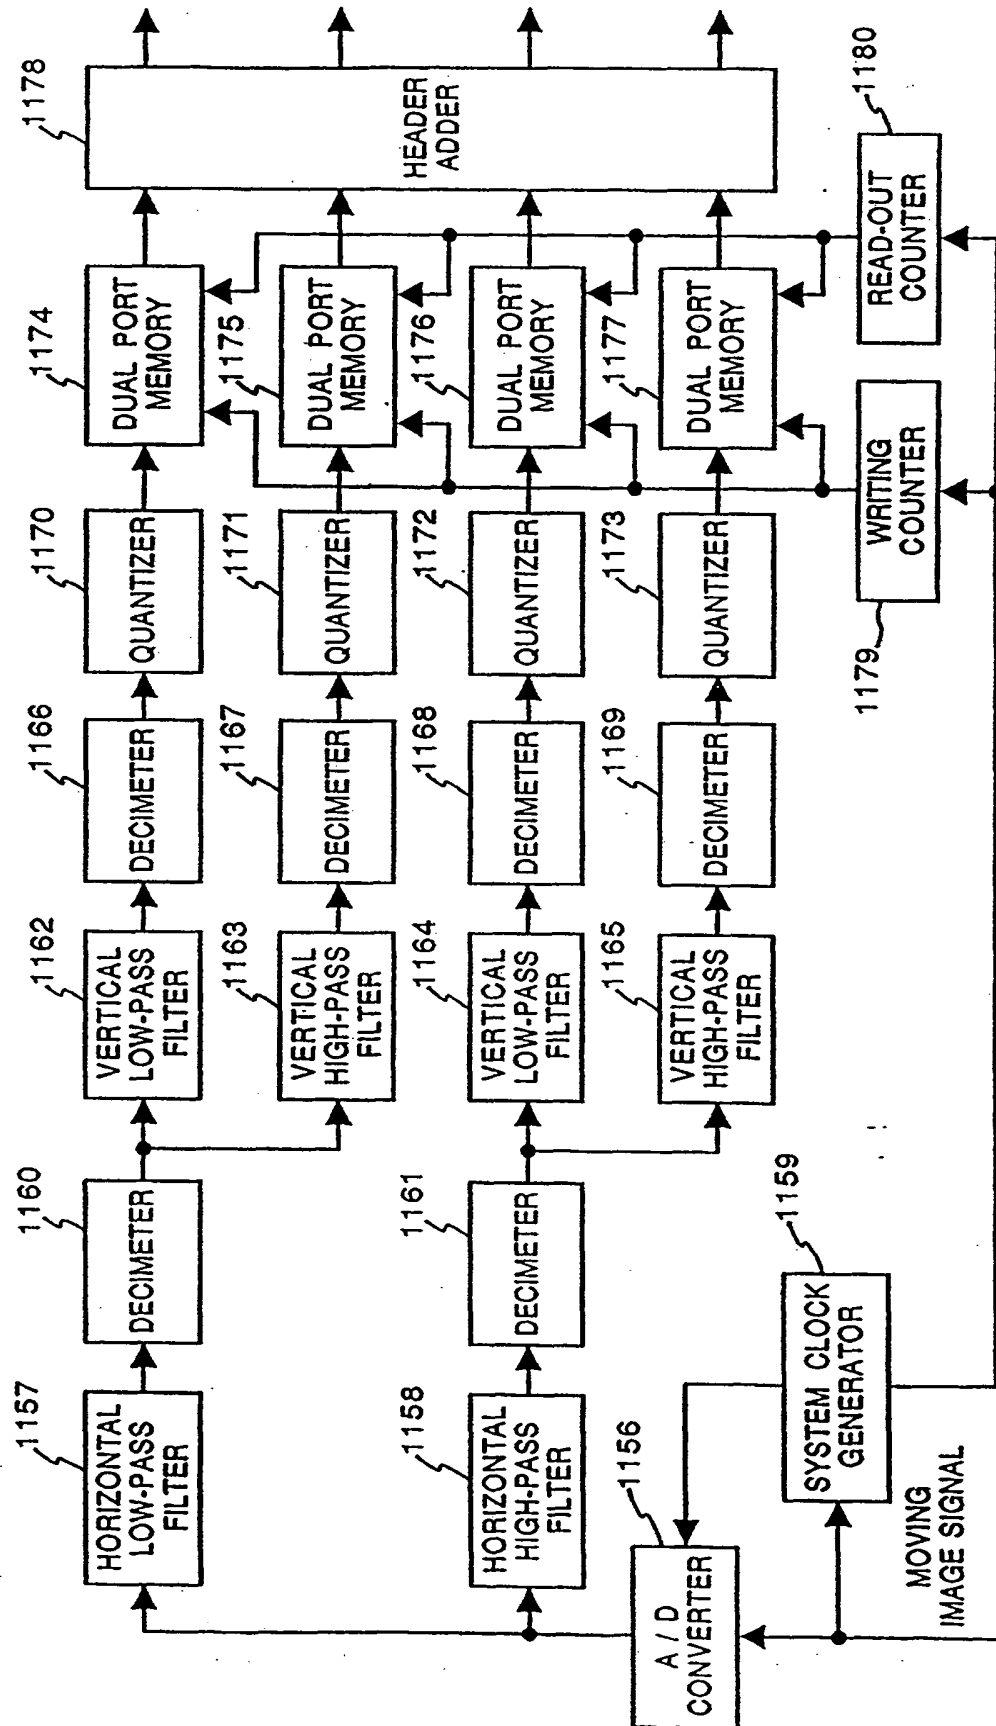 1157
HORIZONTAL
LOW-PASS
FILTER
1160
DECIMETER
1162
VERTICAL
LOW-PASS
FILTER
1166
DECIMETER
1170
QUANTIZER
1174
DUAL PORT
MEMORY
1178
HEADER
ADDER
1163
VERTICAL
HIGH-PASS
FILTER
1167
DECIMETER
1171
QUANTIZER
1175
DUAL PORT
MEMORY
1158
HORIZONTAL
HIGH-PASS
FILTER
1161
DECIMETER
1164
VERTICAL
LOW-PASS
FILTER
1168
DECIMETER
1172
QUANTIZER
1176
DUAL PORT
MEMORY
1165
VERTICAL
HIGH-PASS
FILTER
1169
DECIMETER
1173
QUANTIZER
1177
DUAL PORT
MEMORY
1156
A / D
CONVERTER
1159
SYSTEM CLOCK
GENERATOR
1179
WRITING
COUNTER
1180
READ-OUT
COUNTER
MOVING
IMAGE SIGNAL